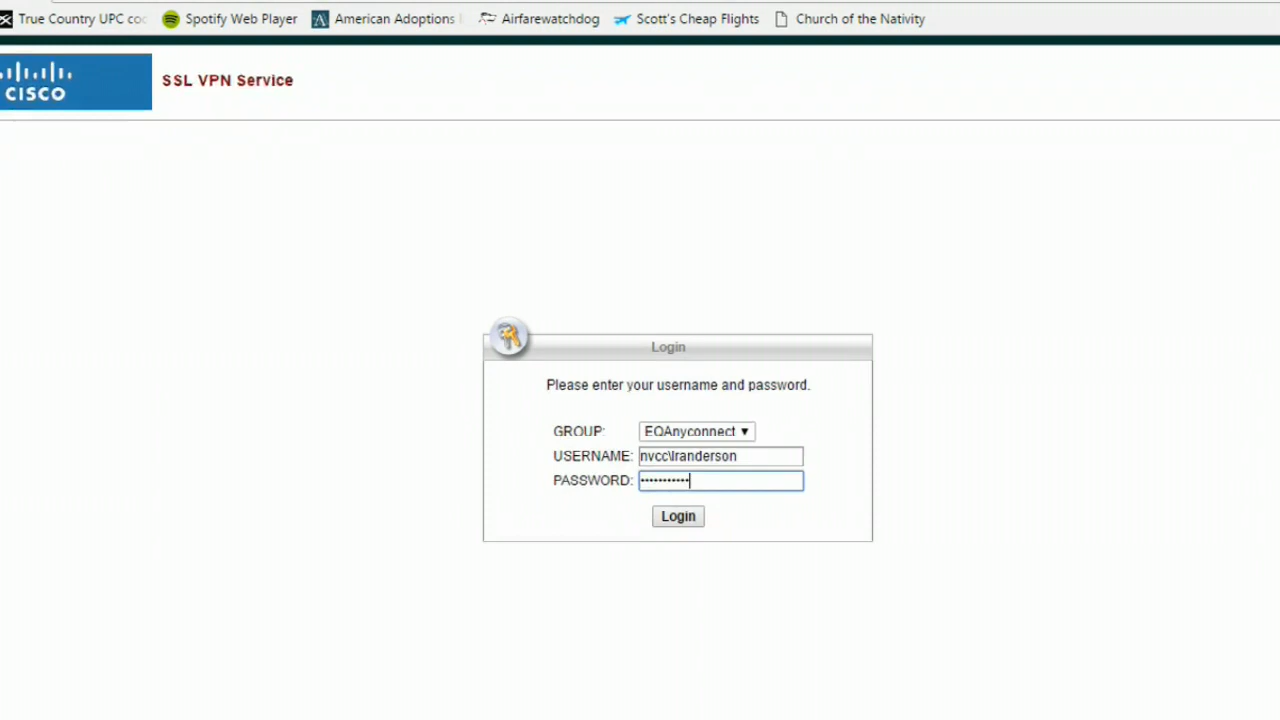 True Country UPC co Spotify Web Player American Adoptions Airfarewatchdog Scott's Cheap Flights Church of the Nativity
CISCO
SSL VPN Service
Login
Please enter your username and password.
GROUP: EQAnyconnect
USERNAME: nvcc\lranderson
PASSWORD: •••••••••••
Login